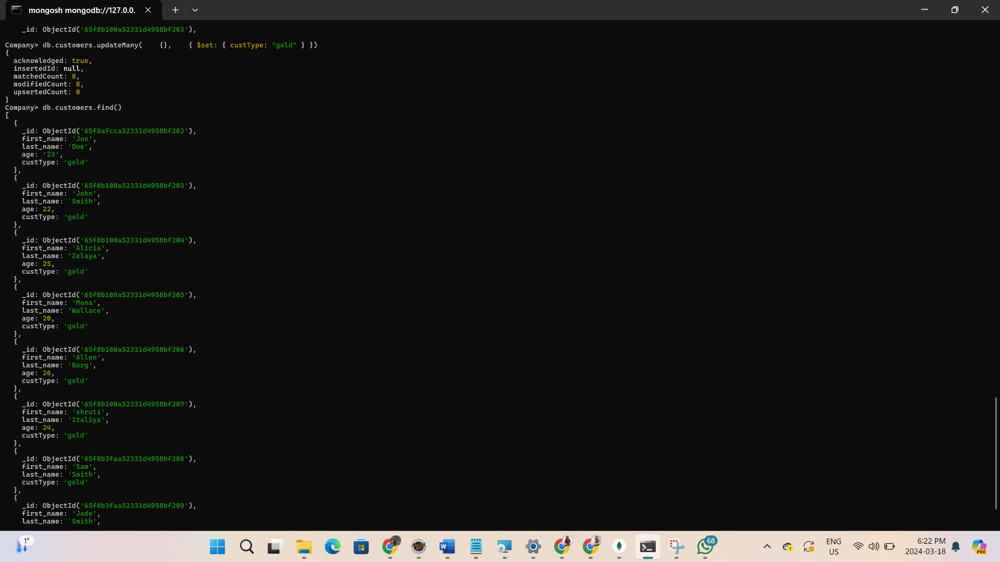 mongosh mongodb://127.0.0.
_id: ObjectId('65f8b100a52331d4958bf203'),
Company> db.customers.updateMany(    {},    { $set: { custType: "gold" } })
{
  acknowledged: true,
  insertedId: null,
  matchedCount: 8,
  modifiedCount: 8,
  upsertedCount: 0
}
Company> db.customers.find()
[
  {
    _id: ObjectId('65f8afcca52331d4958bf202'),
    first_name: 'Jon',
    last_name: 'Doe',
    age: '23',
    custType: 'gold'
  },
  {
    _id: ObjectId('65f8b100a52331d4958bf203'),
    first_name: 'John',
    last_name: 'Smith',
    age: 22,
    custType: 'gold'
  },
  {
    _id: ObjectId('65f8b100a52331d4958bf204'),
    first_name: 'Alicia',
    last_name: 'Zelaya',
    age: 25,
    custType: 'gold'
  },
  {
    _id: ObjectId('65f8b100a52331d4958bf205'),
    first_name: 'Mona',
    last_name: 'Wallace',
    age: 20,
    custType: 'gold'
  },
  {
    _id: ObjectId('65f8b100a52331d4958bf206'),
    first_name: 'Allen',
    last_name: 'Borg',
    age: 26,
    custType: 'gold'
  },
  {
    _id: ObjectId('65f8b100a52331d4958bf207'),
    first_name: 'shruti',
    last_name: 'Italiya',
    age: 24,
    custType: 'gold'
  },
  {
    _id: ObjectId('65f8b3faa52331d4958bf208'),
    first_name: 'Sam',
    last_name: 'Smith',
    custType: 'gold'
  },
  {
    _id: ObjectId('65f8b3faa52331d4958bf209'),
    first_name: 'Jade',
    last_name: 'Smith',
1°
68
ENG
US
6:22 PM
2024-03-18
PRE